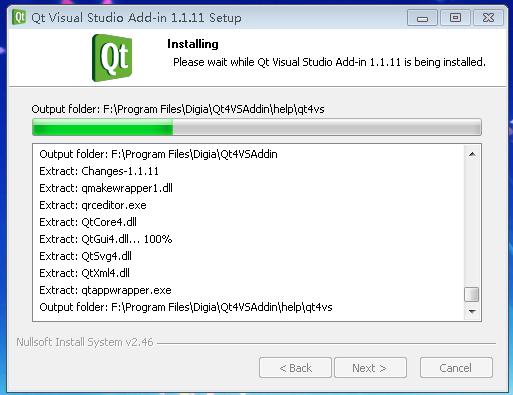 Qt Visual Studio Add-in 1.1.11 Setup
Qt
Installing
Please wait while Qt Visual Studio Add-in 1.1.11 is being installed.
Output folder: F:\Program Files\Digia\Qt4VSAddin\help\qt4vs
Output folder: F:\Program Files\Digia\Qt4VSAddin
Extract: Changes-1.1.11
Extract: qmakewrapper1.dll
Extract: qrceditor.exe
Extract: QtCore4.dll
Extract: QtGui4.dll... 100%
Extract: QtSvg4.dll
Extract: QtXml4.dll
Extract: qtappwrapper.exe
Output folder: F:\Program Files\Digia\Qt4VSAddin\help\qt4vs
Nullsoft Install System v2.46
< Back
Next >
Cancel